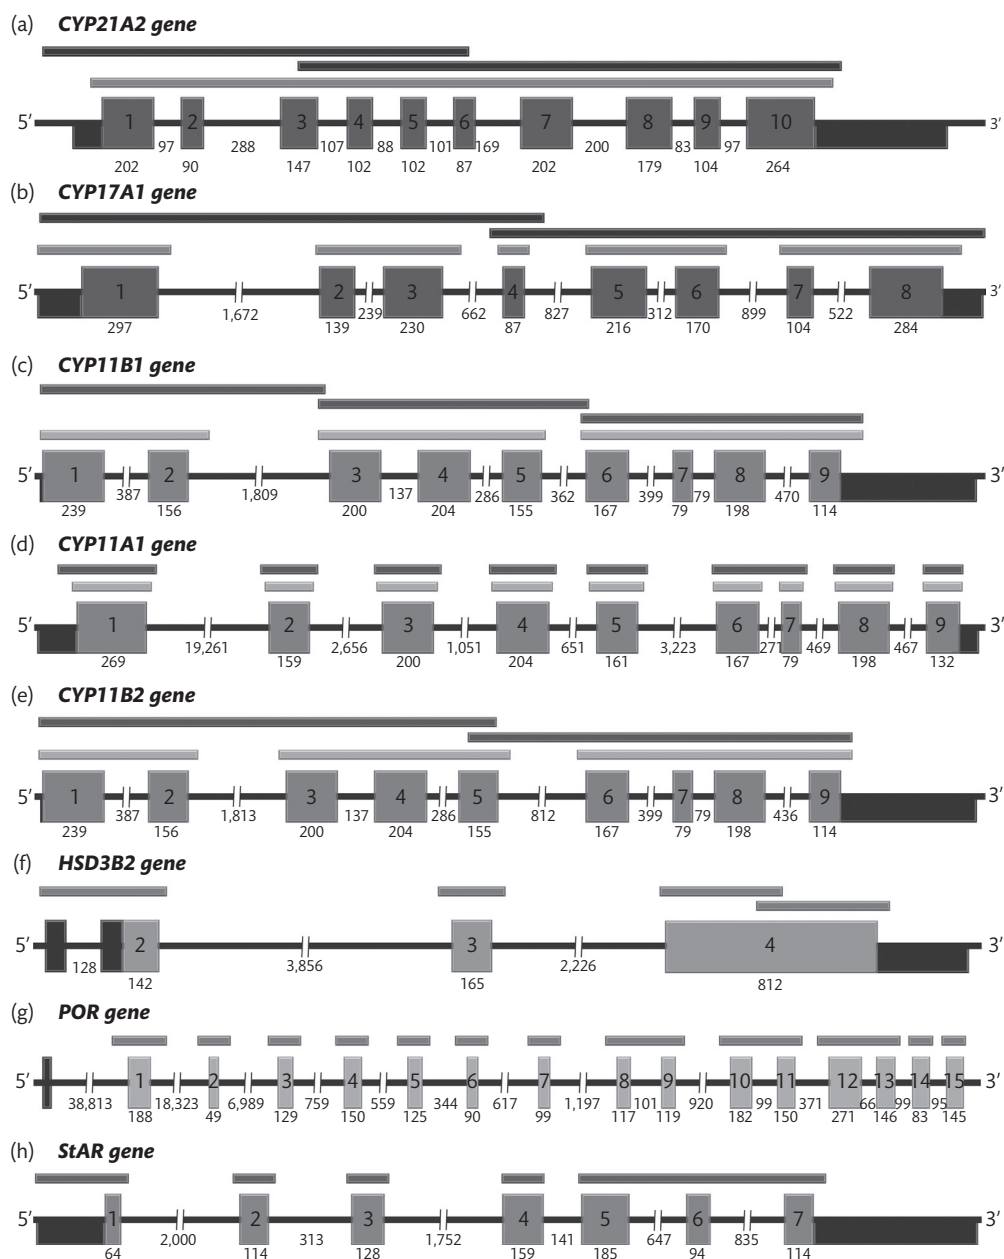 (a) CYP21A2 gene
5′ 1 2 3 4 5 6 7 8 9 10 3′
97 288 107 88 101 169 200 83 97
202 90 147 102 102 87 202 179 104 264
(b) CYP17A1 gene
5′ 1 2 3 4 5 6 7 8 3′
1,672 239 662 827 312 899 522
297 139 230 87 216 170 104 284
(c) CYP11B1 gene
5′ 1 2 3 4 5 6 7 8 9 3′
387 1,809 137 286 362 399 79 470
239 156 200 204 155 167 79 198 114
(d) CYP11A1 gene
5′ 1 2 3 4 5 6 7 8 9 3′
19,261 2,656 1,051 651 3,223 271 469 467
269 159 200 204 161 167 79 198 132
(e) CYP11B2 gene
5′ 1 2 3 4 5 6 7 8 9 3′
387 1,813 137 286 812 399 79 436
239 156 200 204 155 167 79 198 114
(f) HSD3B2 gene
5′ 2 3 4 3′
128 3,856 2,226
142 165 812
(g) POR gene
5′ 1 2 3 4 5 6 7 8 9 10 11 12 13 14 15 3′
38,813 18,323 6,989 759 559 344 617 1,197 101 920 99 371 66 99 95
188 49 129 150 125 90 99 117 119 182 150 271 146 83 145
(h) StAR gene
5′ 1 2 3 4 5 6 7 3′
2,000 313 1,752 141 647 835
64 114 128 159 185 94 114